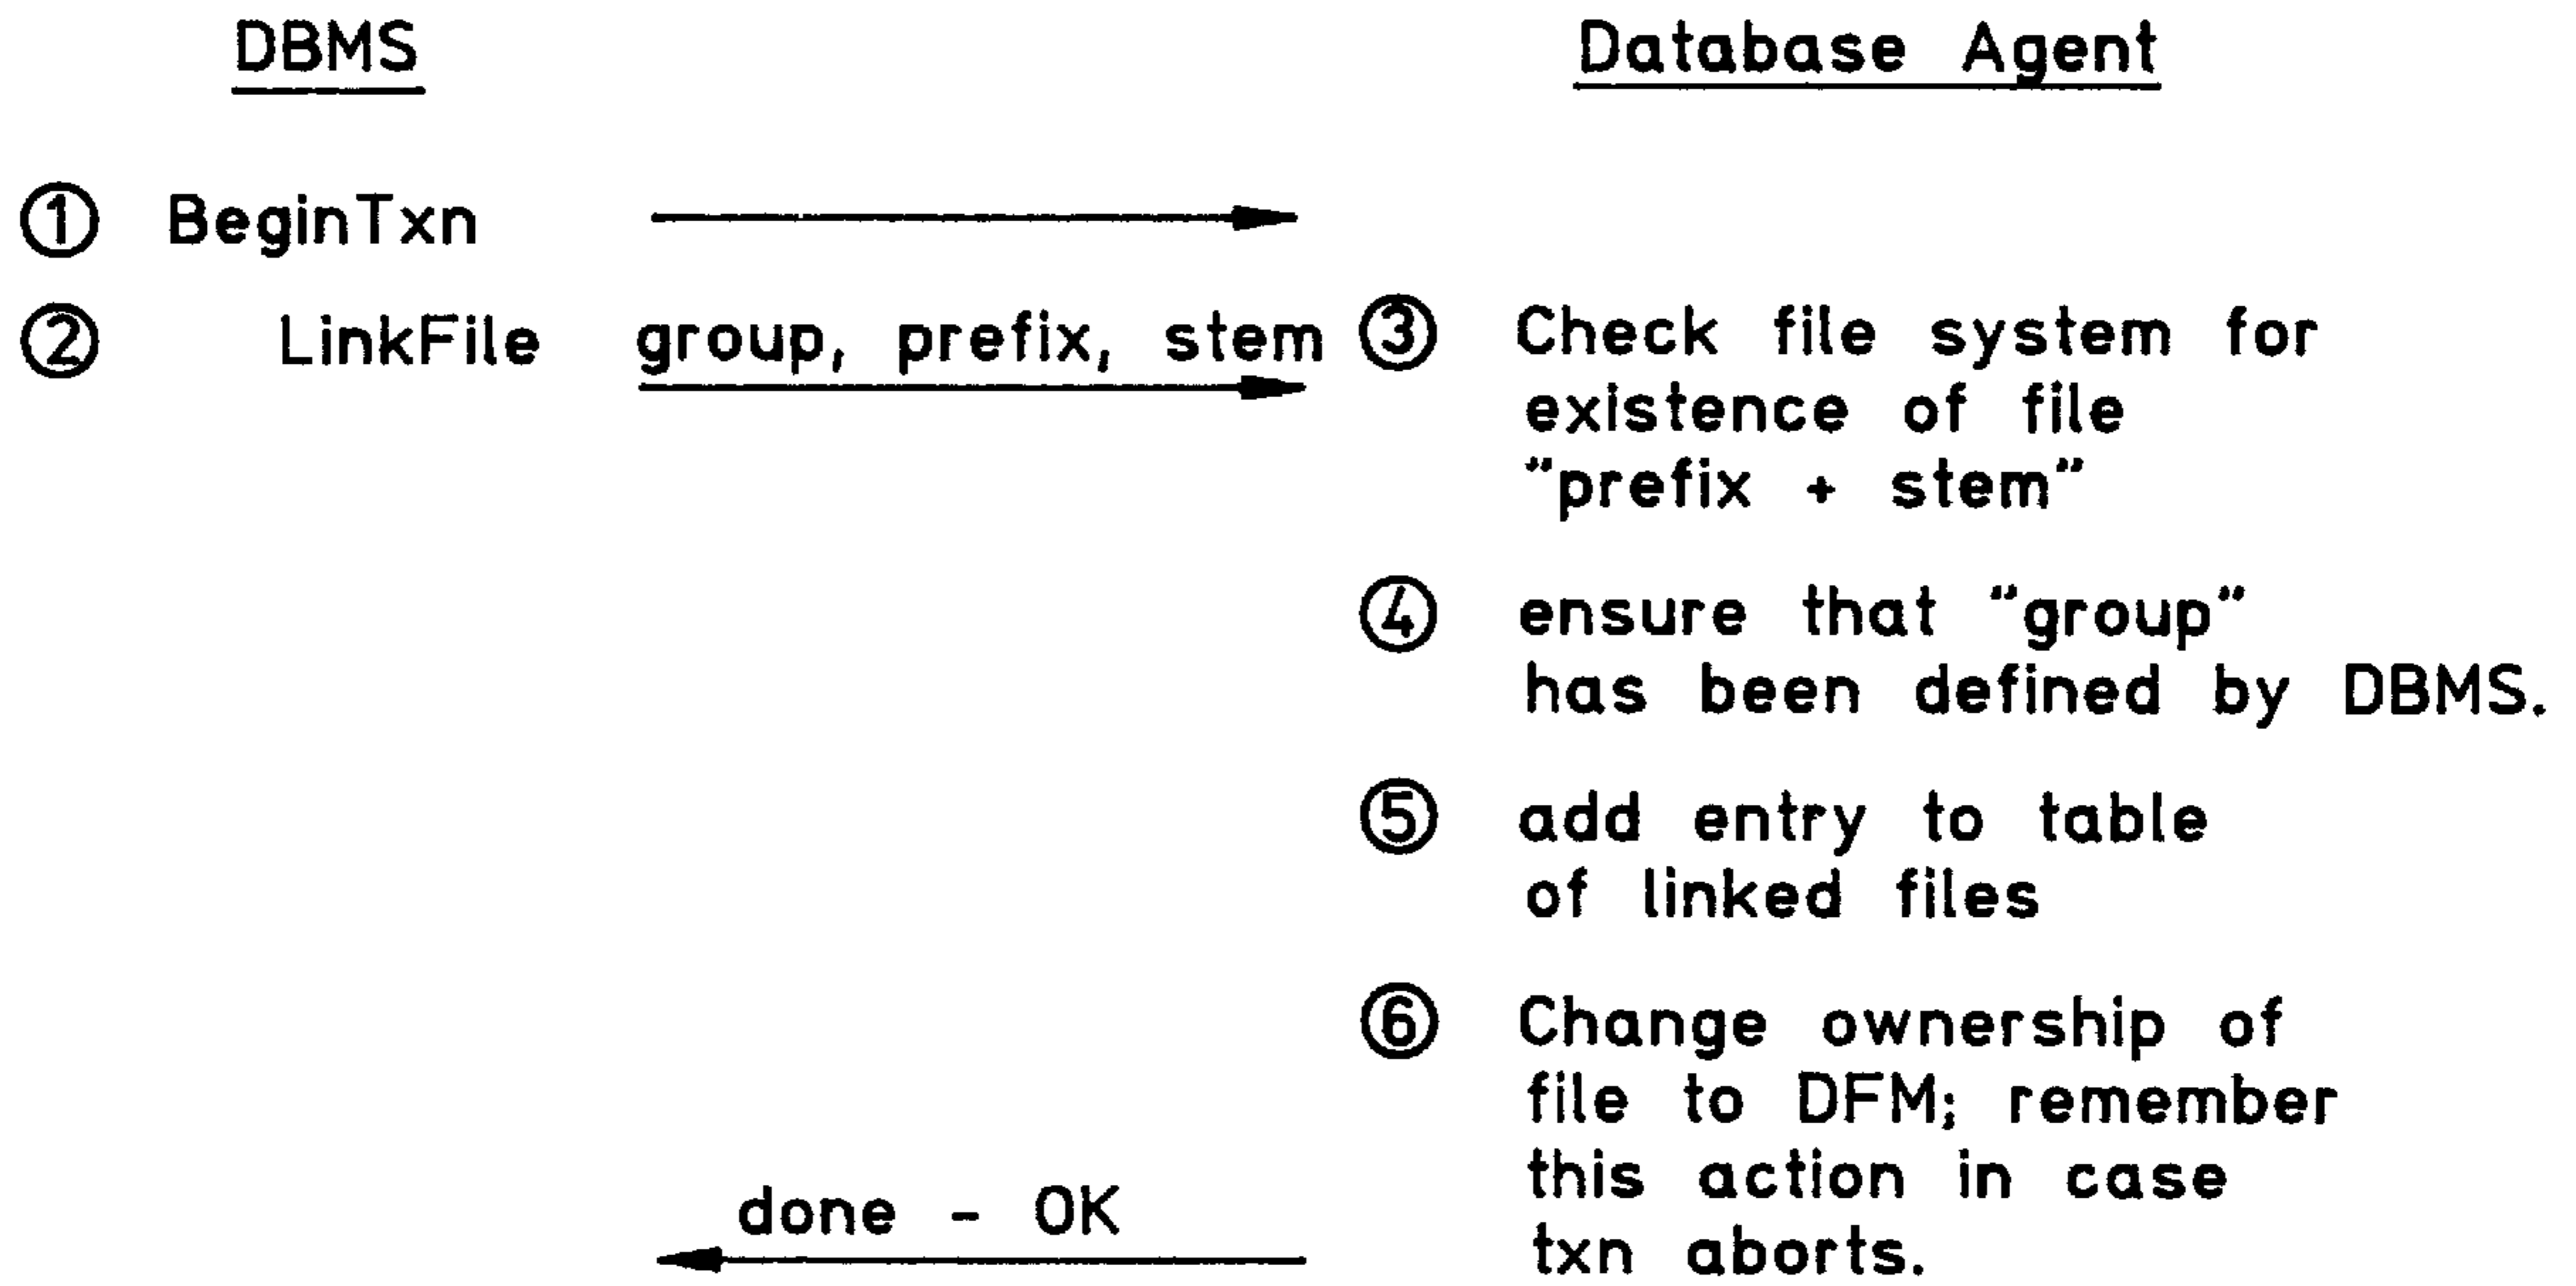 DBMS
Database Agent
① BeginTxn
② LinkFile group, prefix, stem
③ Check file system for
existence of file
"prefix + stem"
④ ensure that "group"
has been defined by DBMS.
⑤ add entry to table
of linked files
⑥ Change ownership of
file to DFM; remember
this action in case
txn aborts.
done - OK